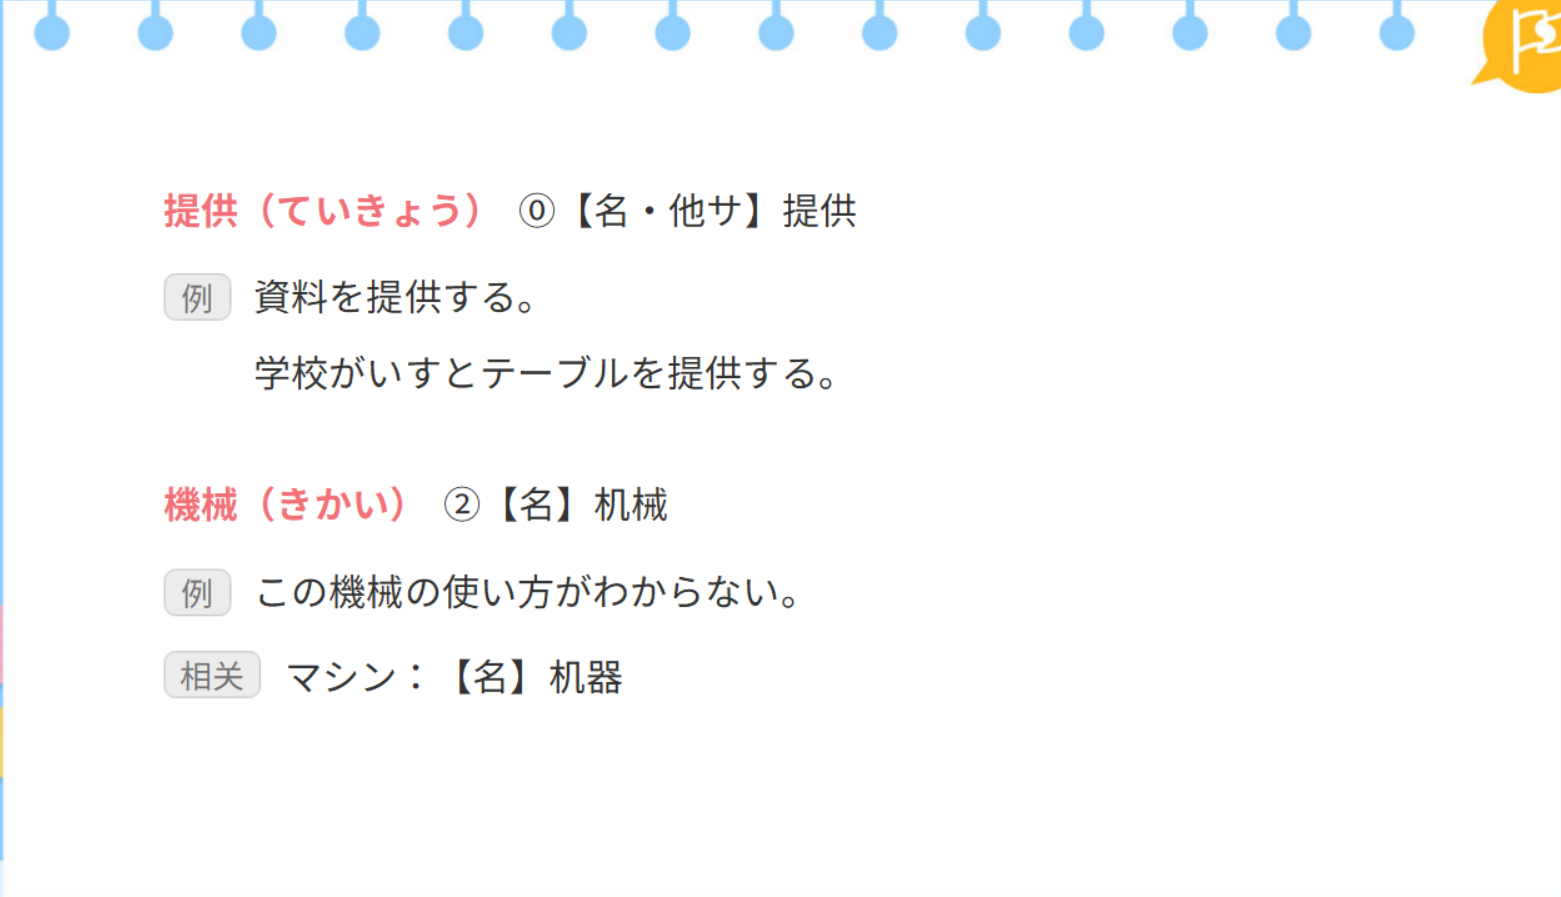 提供（ていきょう） ⓪【名・他サ】提供
例 資料を提供する。
学校がいすとテーブルを提供する。
機械（きかい） ②【名】机械
例 この機械の使い方がわからない。
相关 マシン：【名】机器